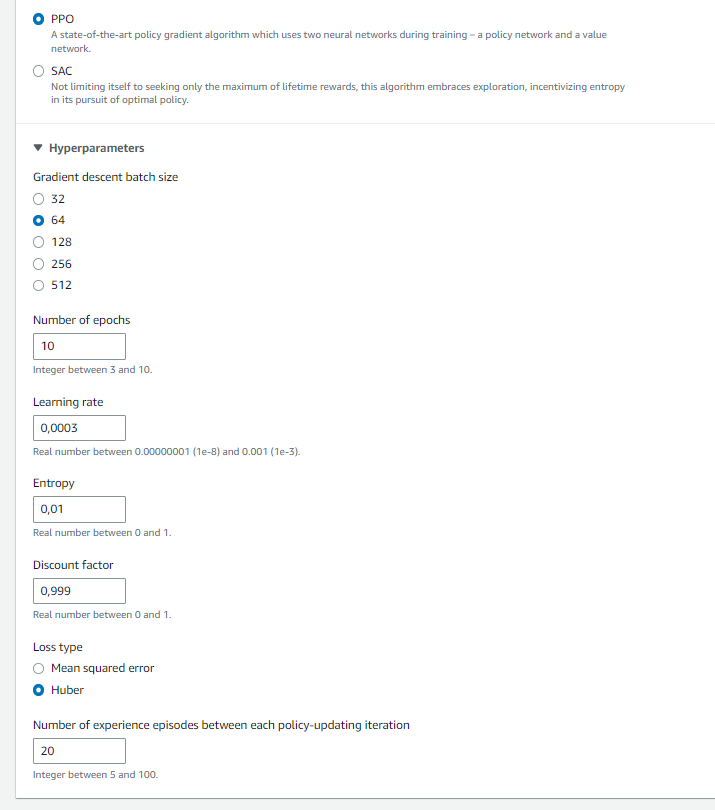 PPO
A state-of-the-art policy gradient algorithm which uses two neural networks during training – a policy network and a value
network.
SAC
Not limiting itself to seeking only the maximum of lifetime rewards, this algorithm embraces exploration, incentivizing entropy
in its pursuit of optimal policy.
Hyperparameters
Gradient descent batch size
32
64
128
256
512
Number of epochs
10
Integer between 3 and 10.
Learning rate
0,0003
Real number between 0.00000001 (1e-8) and 0.001 (1e-3).
Entropy
0,01
Real number between 0 and 1.
Discount factor
0,999
Real number between 0 and 1.
Loss type
Mean squared error
Huber
Number of experience episodes between each policy-updating iteration
20
Integer between 5 and 100.